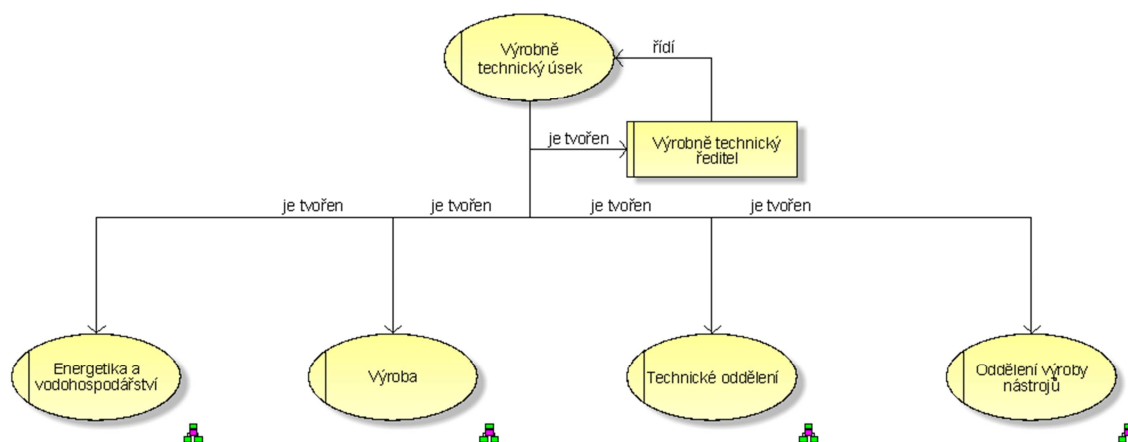 Výrobně
technický úsek
řídí
je tvořen
Výrobně technický
ředitel
je tvořen
je tvořen
je tvořen
je tvořen
Energetika a
vodohospodářství
Výroba
Technické oddělení
Oddělení výroby
nástrojů